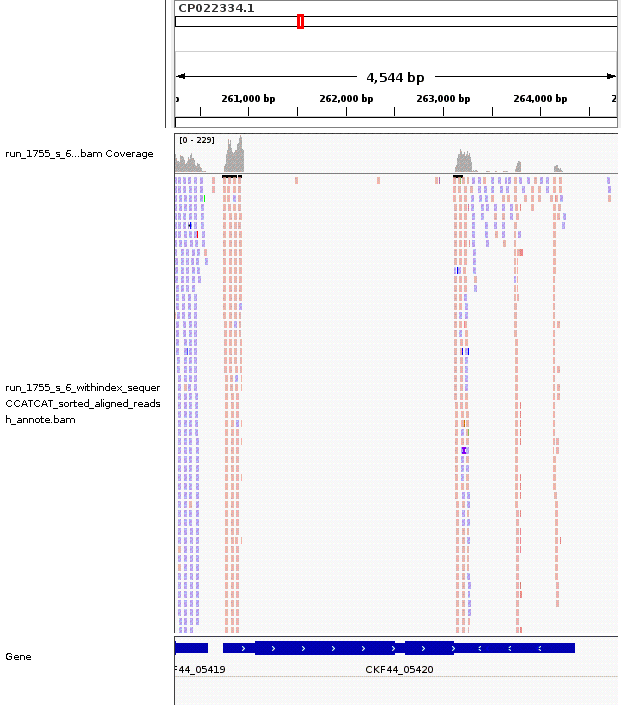 CP022334.1
4,544 bp
261,000 bp 262,000 bp 263,000 bp 264,000 bp 2
[0 - 229]
run_1755_s_6...bam Coverage
run_1755_s_6_withindex_sequer
CCATCAT_sorted_aligned_reads
h_annote.bam
Gene
F44_05419 CKF44_05420